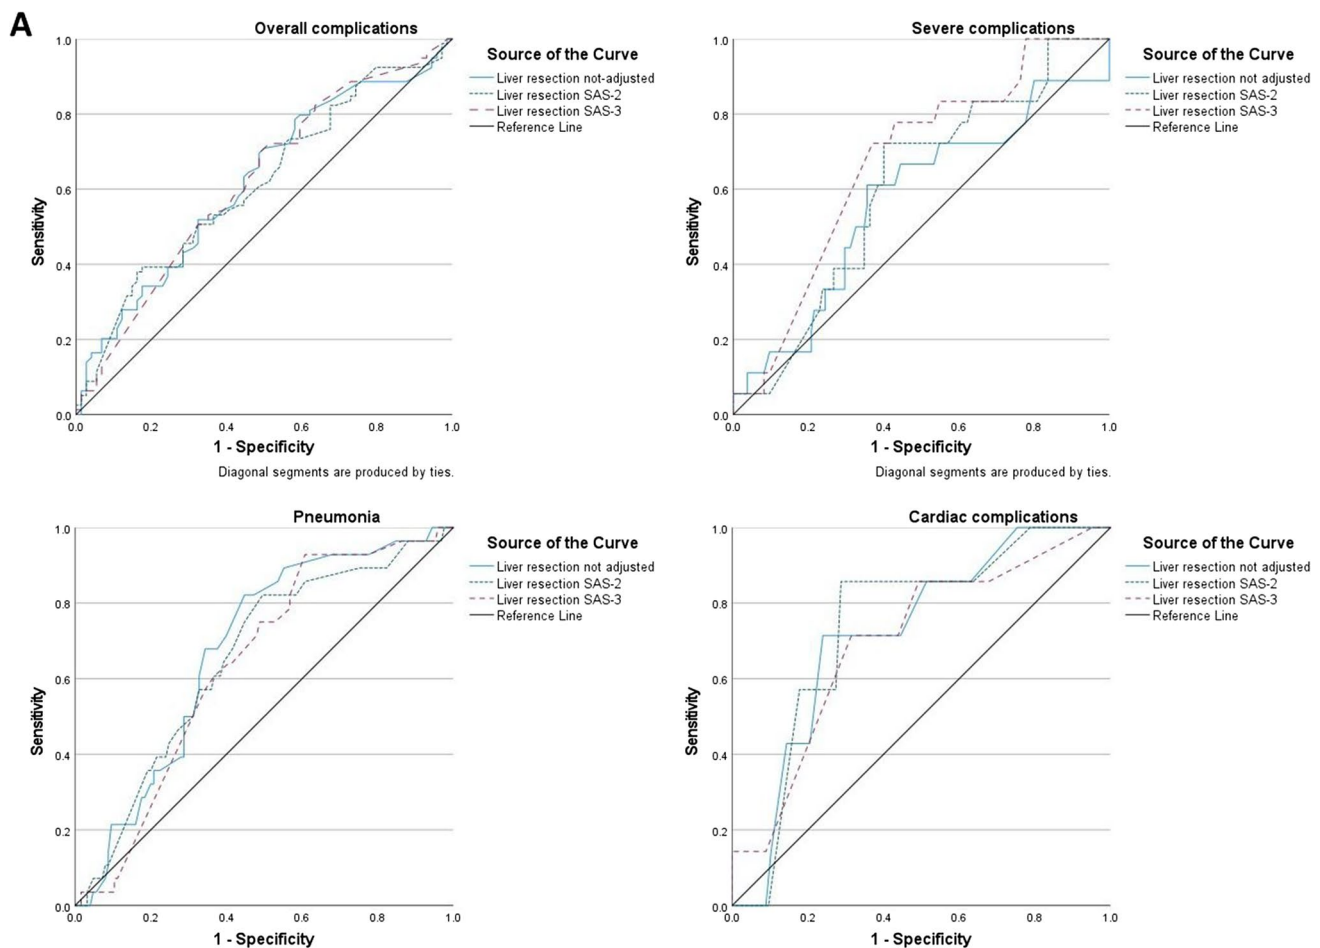 A
Overall complications
1.0
0.8
0.6
0.4
0.2
0.0
Sensitivity
0.0 0.2 0.4 0.6 0.8 1.0
1 - Specificity
Diagonal segments are produced by ties.
Source of the Curve
Liver resection not-adjusted
Liver resection SAS-2
Liver resection SAS-3
Reference Line
Severe complications
1.0
0.8
0.6
0.4
0.2
0.0
Sensitivity
0.0 0.2 0.4 0.6 0.8 1.0
1 - Specificity
Diagonal segments are produced by ties.
Source of the Curve
Liver resection not adjusted
Liver resection SAS-2
Liver resection SAS-3
Reference Line
Pneumonia
1.0
0.8
0.6
0.4
0.2
0.0
Sensitivity
0.0 0.2 0.4 0.6 0.8 1.0
1 - Specificity
Source of the Curve
Liver resection not adjusted
Liver resection SAS-2
Liver resection SAS-3
Reference Line
Cardiac complications
1.0
0.8
0.6
0.4
0.2
0.0
Sensitivity
0.0 0.2 0.4 0.6 0.8 1.0
1 - Specificity
Source of the Curve
Liver resection not adjusted
Liver resection SAS-2
Liver resection SAS-3
Reference Line